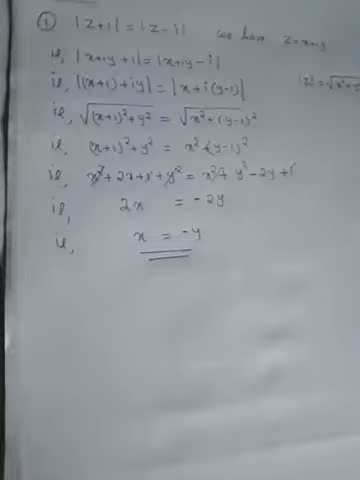 ① |z+1| = |z-i| we have z=x+iy
ie, |x+iy+1| = |x+iy-i| |z| = √x²+
ie, |(x+1)+iy| = |x+i(y-1)|
ie, √(x+1)²+y² = √x²+(y-1)²
ie, (x+1)²+y² = x²+(y-1)²
ie, x²+2x+1+y² = x²+y²-2y+1
ie, 2x = -2y
ie, x = -y